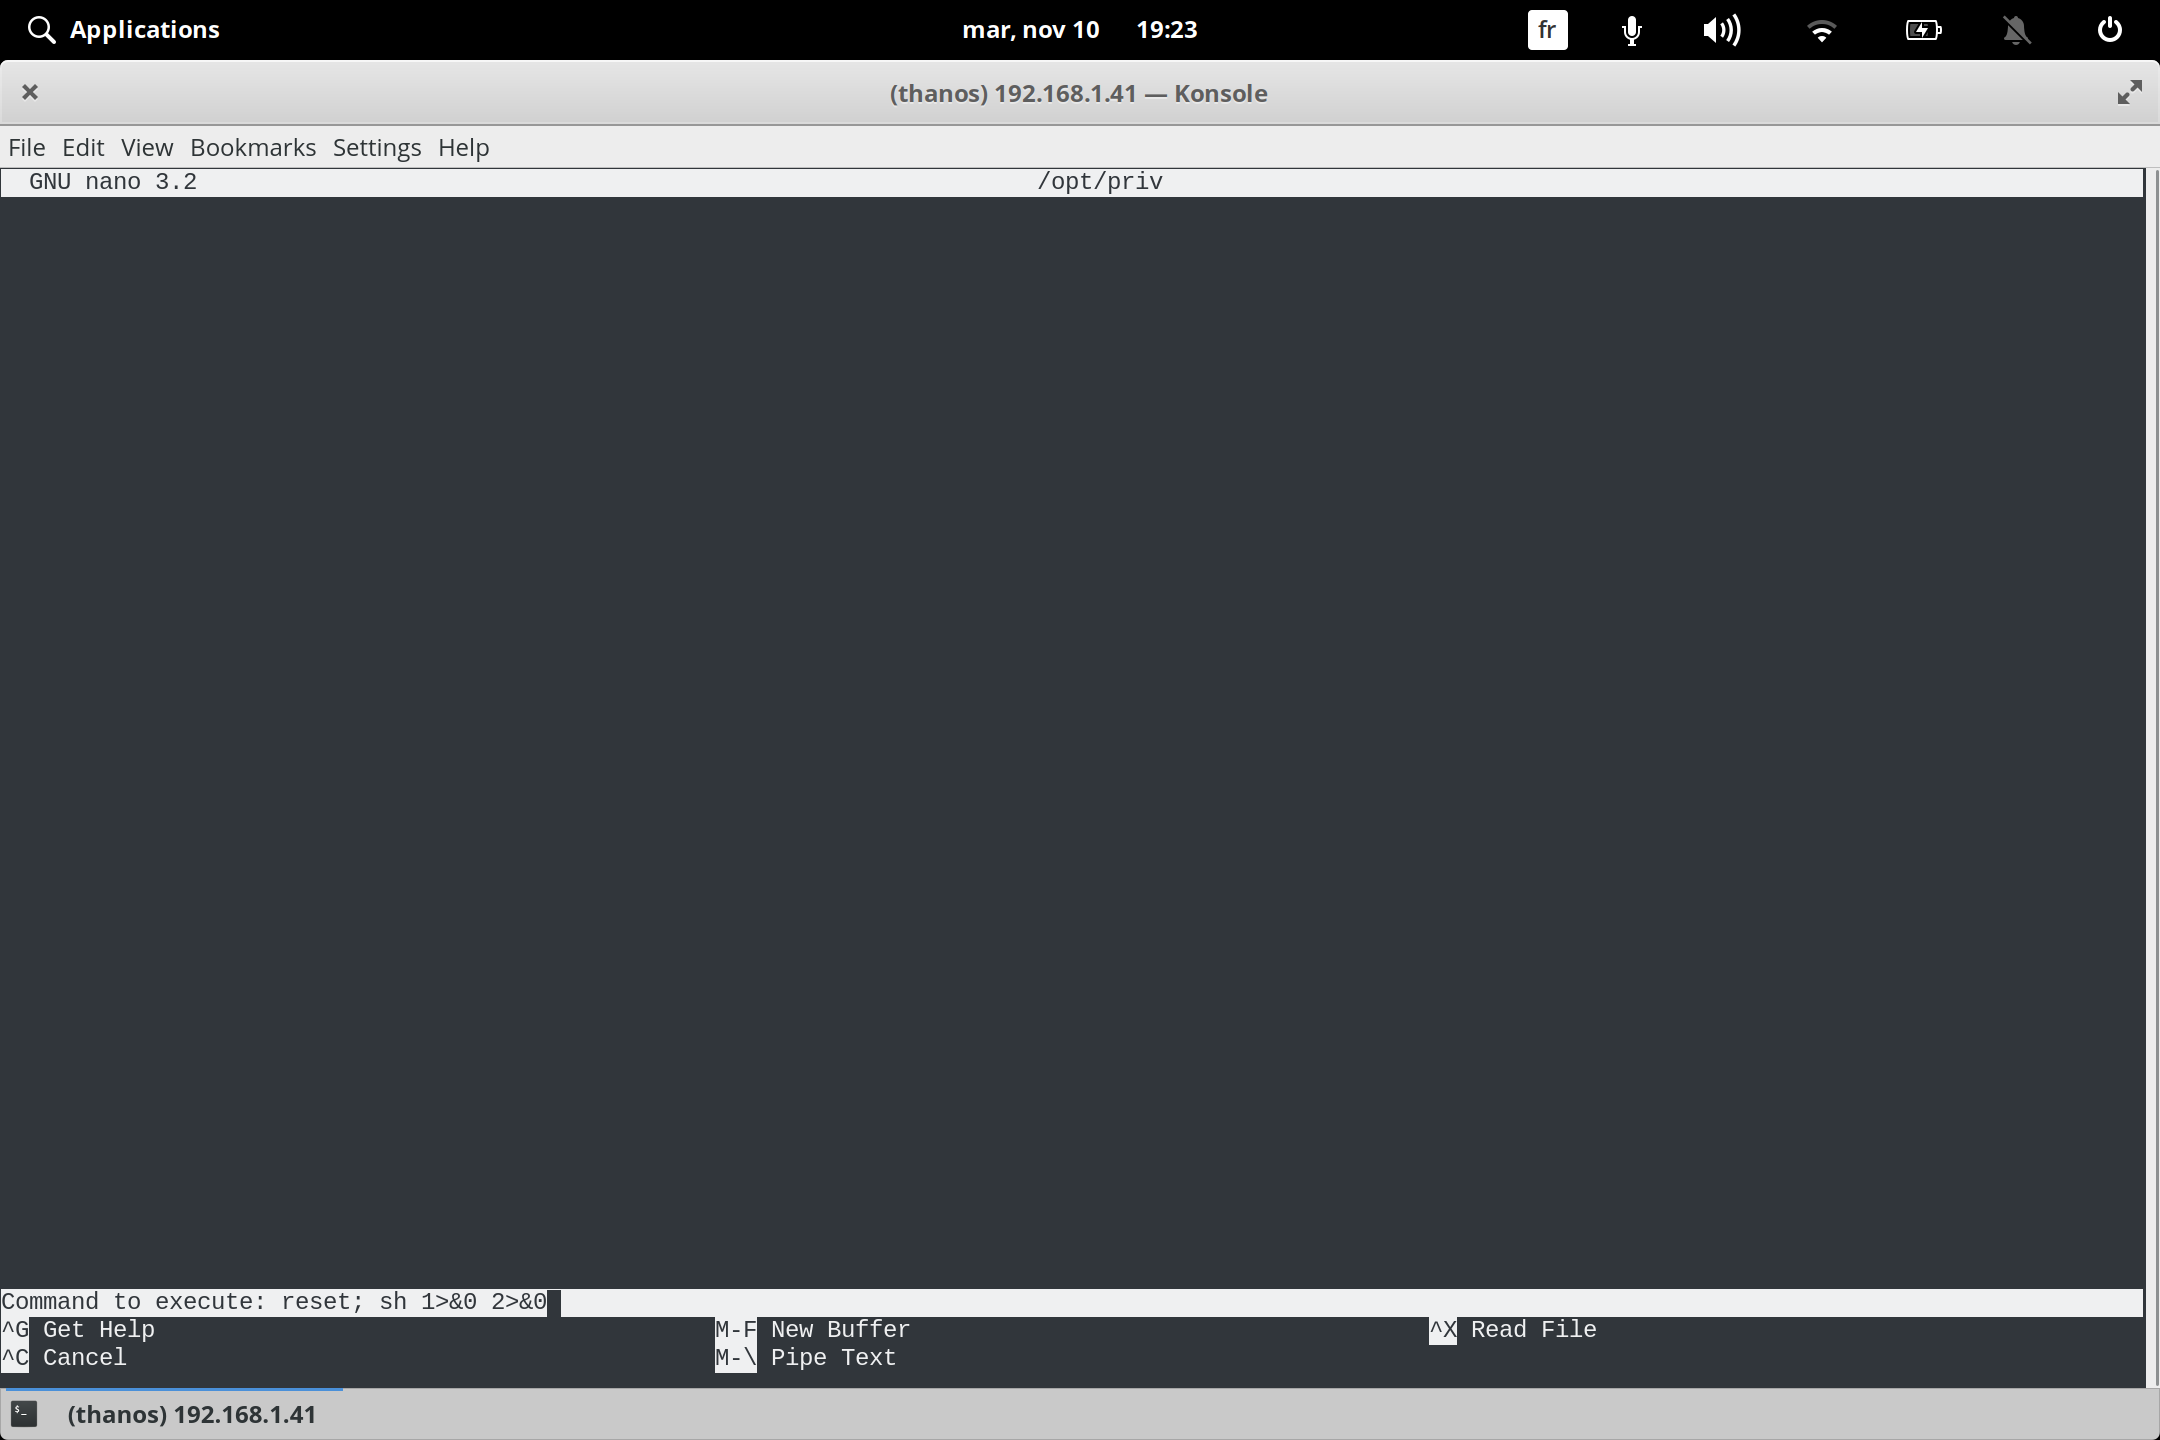 Applications mar, nov 10 19:23 fr
(thanos) 192.168.1.41 — Konsole
File Edit View Bookmarks Settings Help
GNU nano 3.2 /opt/priv
Command to execute: reset; sh 1>&0 2>&0
^G Get Help M-F New Buffer ^X Read File
^C Cancel M-\ Pipe Text
(thanos) 192.168.1.41